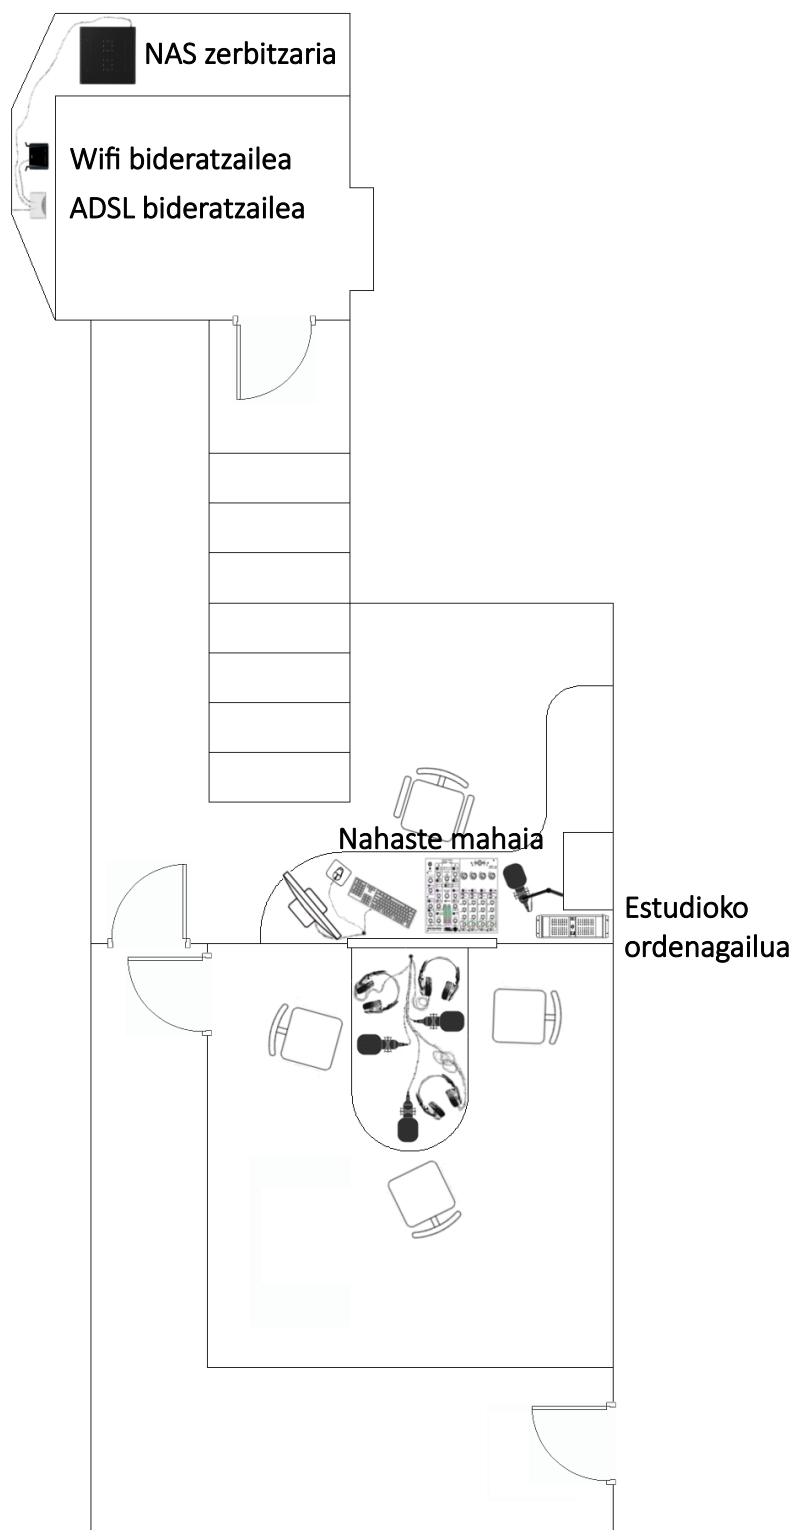 NAS zerbitzaria
Wifi bideratzailea
ADSL bideratzailea
Nahaste mahaia
Estudioko
ordenagailua